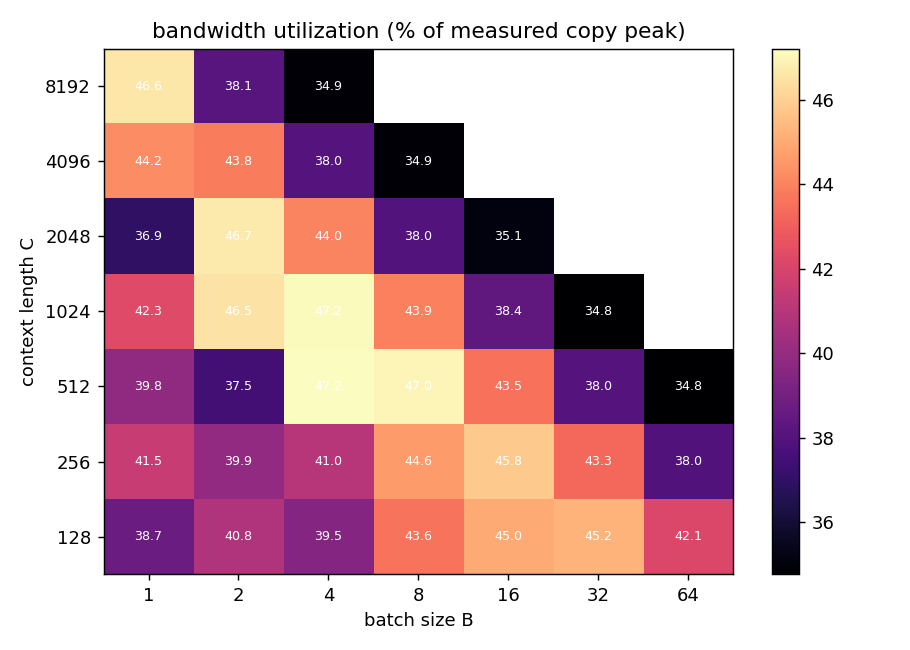 bandwidth utilization (% of measured copy peak)
8192 46.6 38.1 34.9
4096 44.2 43.8 38.0 34.9
2048 36.9 46.7 44.0 38.0 35.1
1024 42.3 46.5 47.2 43.9 38.4 34.8
512 39.8 37.5 47.2 47.0 43.5 38.0 34.8
256 41.5 39.9 41.0 44.6 45.8 43.3 38.0
128 38.7 40.8 39.5 43.6 45.0 45.2 42.1
1 2 4 8 16 32 64
batch size B
context length C
46
44
42
40
38
36